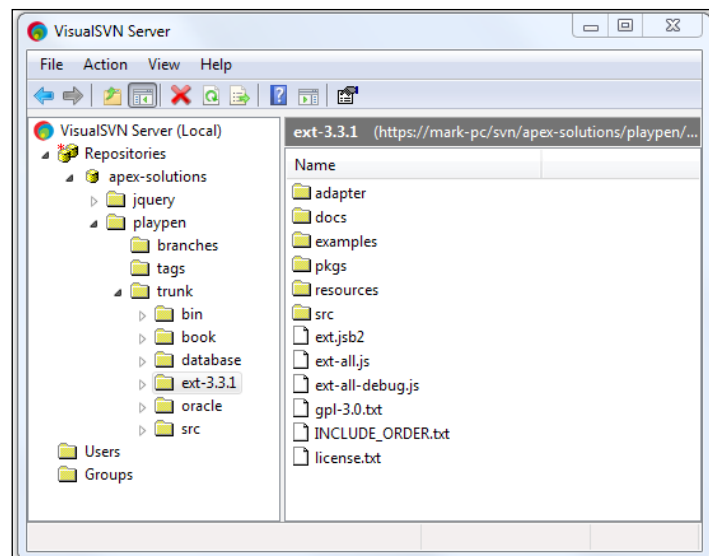 VisualSVN Server
File Action View Help
VisualSVN Server (Local)
Repositories
apex-solutions
jquery
playpen
branches
tags
trunk
bin
book
database
ext-3.3.1
oracle
src
Users
Groups
ext-3.3.1 (https://mark-pc/svn/apex-solutions/playpen/...
Name
adapter
docs
examples
pkgs
resources
src
ext.jsb2
ext-all.js
ext-all-debug.js
gpl-3.0.txt
INCLUDE_ORDER.txt
license.txt